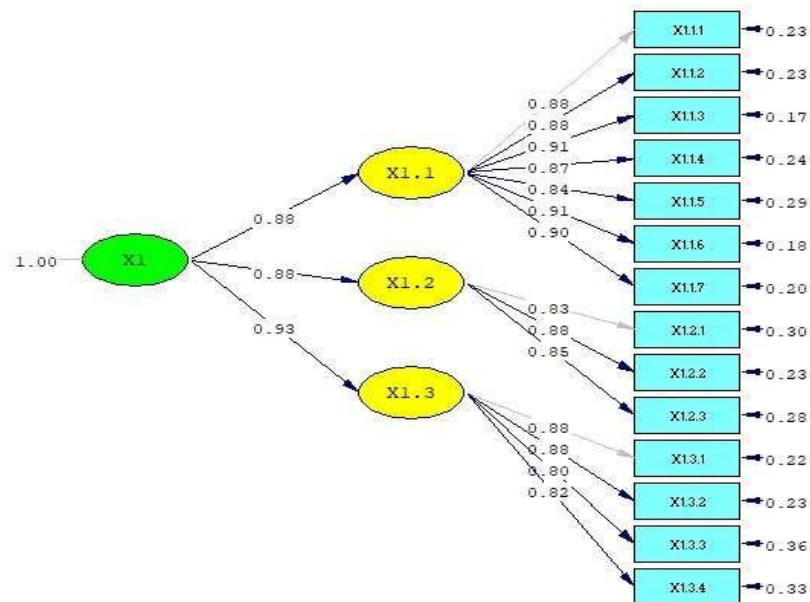 X1.1.1 0.23
X1.1.2 0.23
X1.1.3 0.17
X1.1.4 0.24
X1.1.5 0.29
X1.1.6 0.18
X1.1.7 0.20
X1.2.1 0.30
X1.2.2 0.23
X1.2.3 0.28
X1.3.1 0.22
X1.3.2 0.23
X1.3.3 0.36
X1.3.4 0.33
0.88
0.88
0.91
0.87
0.84
0.91
0.90
0.83
0.88
0.85
0.88
0.88
0.80
0.82
X1.1
X1.2
X1.3
0.88
0.88
0.93
1.00 X1